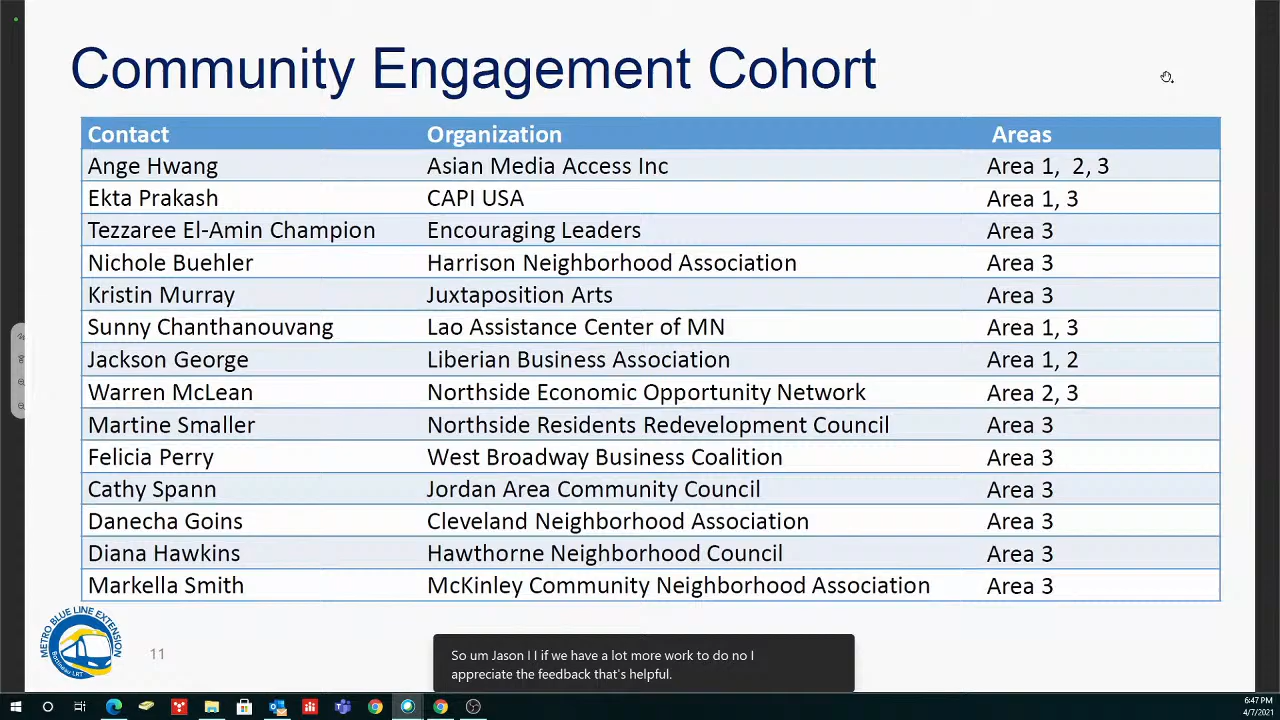 Community Engagement Cohort
Contact Organization Areas
Ange Hwang Asian Media Access Inc Area 1,  2, 3
Ekta Prakash CAPI USA Area 1, 3
Tezzaree El-Amin Champion Encouraging Leaders Area 3
Nichole Buehler Harrison Neighborhood Association Area 3
Kristin Murray Juxtaposition Arts Area 3
Sunny Chanthanouvang Lao Assistance Center of MN Area 1, 3
Jackson George Liberian Business Association Area 1, 2
Warren McLean Northside Economic Opportunity Network Area 2, 3
Martine Smaller Northside Residents Redevelopment Council Area 3
Felicia Perry West Broadway Business Coalition Area 3
Cathy Spann Jordan Area Community Council Area 3
Danecha Goins Cleveland Neighborhood Association Area 3
Diana Hawkins Hawthorne Neighborhood Council Area 3
Markella Smith McKinley Community Neighborhood Association Area 3
METRO BLUE LINE EXTENSION
Bottineau LRT
11
So um Jason I I if we have a lot more work to do no I
appreciate the feedback that's helpful.
6:47 PM
4/7/2021